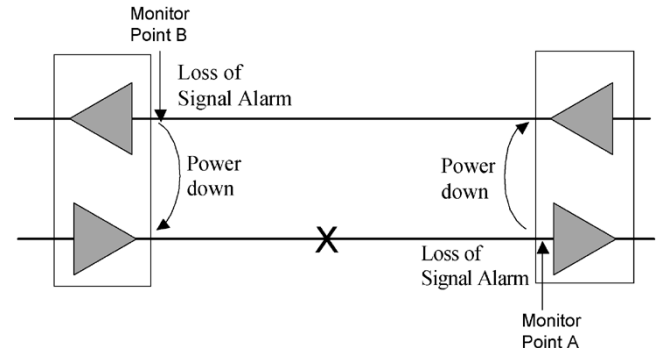 Monitor
Point B
Loss of
Signal Alarm
Power
down
Power
down
X
Loss of
Signal Alarm
Monitor
Point A